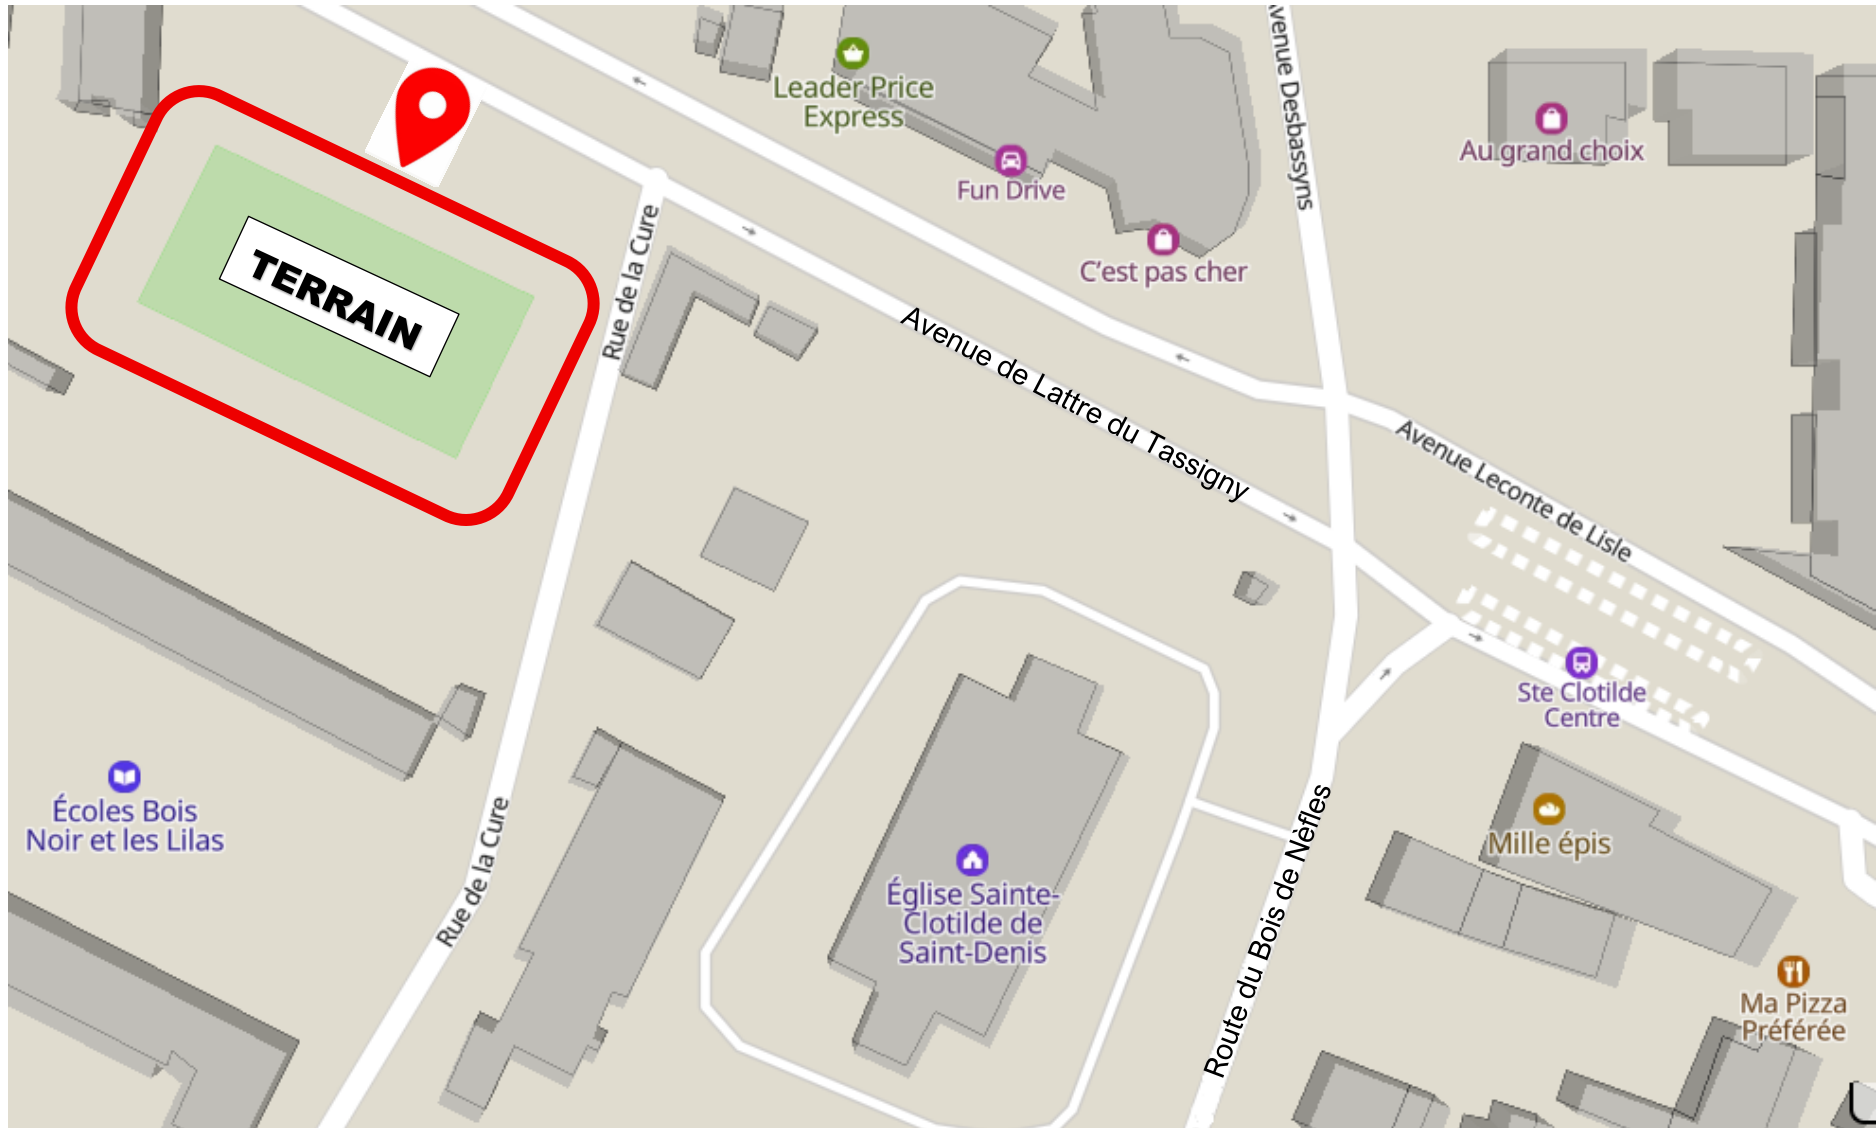 Leader Price
Express
Avenue Desbassyns
Au grand choix
Fun Drive
C'est pas cher
TERRAIN
Rue de la Cure
Avenue de Lattre du Tassigny
Avenue Leconte de Lisle
Ste Clotilde
Centre
Écoles Bois
Noir et les Lilas
Rue de la Cure
Église Sainte-
Clotilde de
Saint-Denis
Route du Bois de Nèfles
Mille épis
Ma Pizza
Préférée